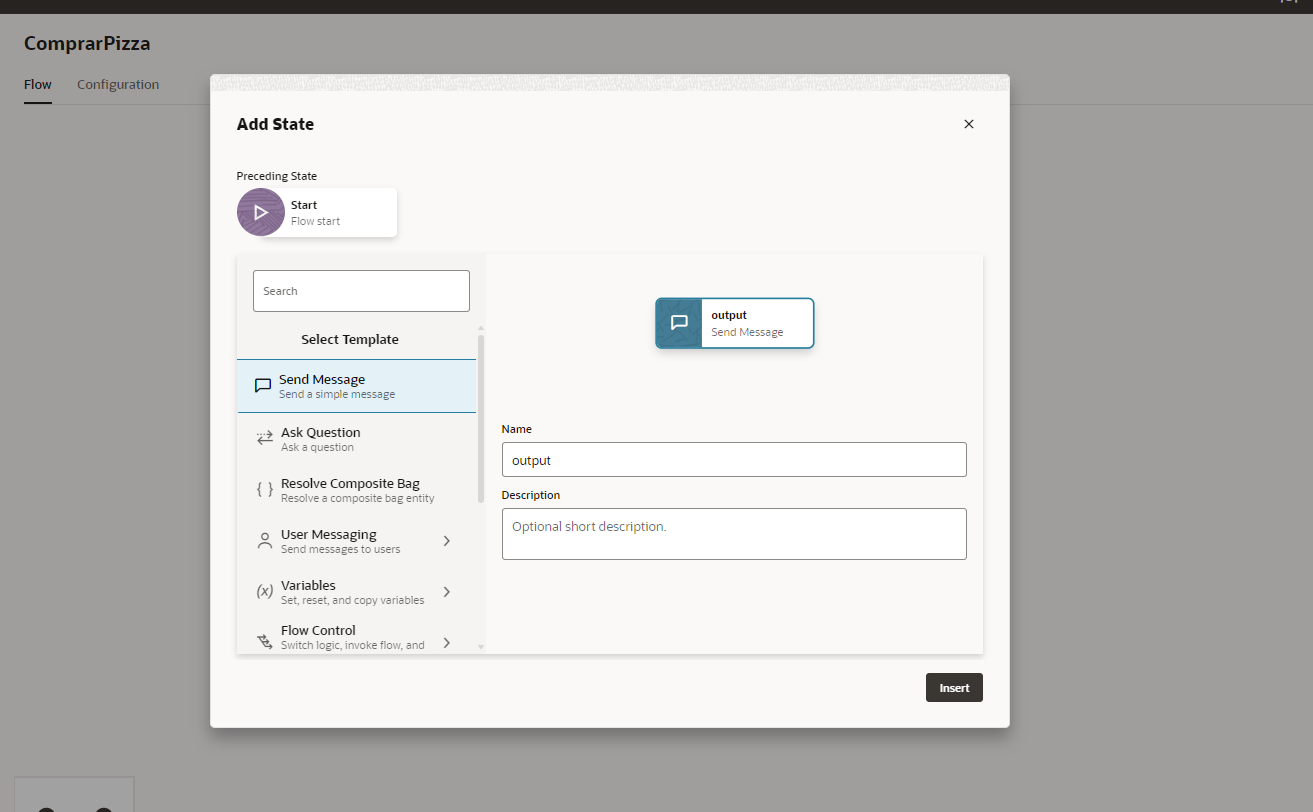 ComprarPizza
Flow
Configuration
Add State
Preceding State
Start
Flow start
Search
Select Template
Send Message
Send a simple message
Ask Question
Ask a question
{ } Resolve Composite Bag
Resolve a composite bag entity
User Messaging
Send messages to users
(x) Variables
Set, reset, and copy variables
Flow Control
Switch logic, invoke flow, and
output
Send Message
Name
output
Description
Optional short description.
Insert